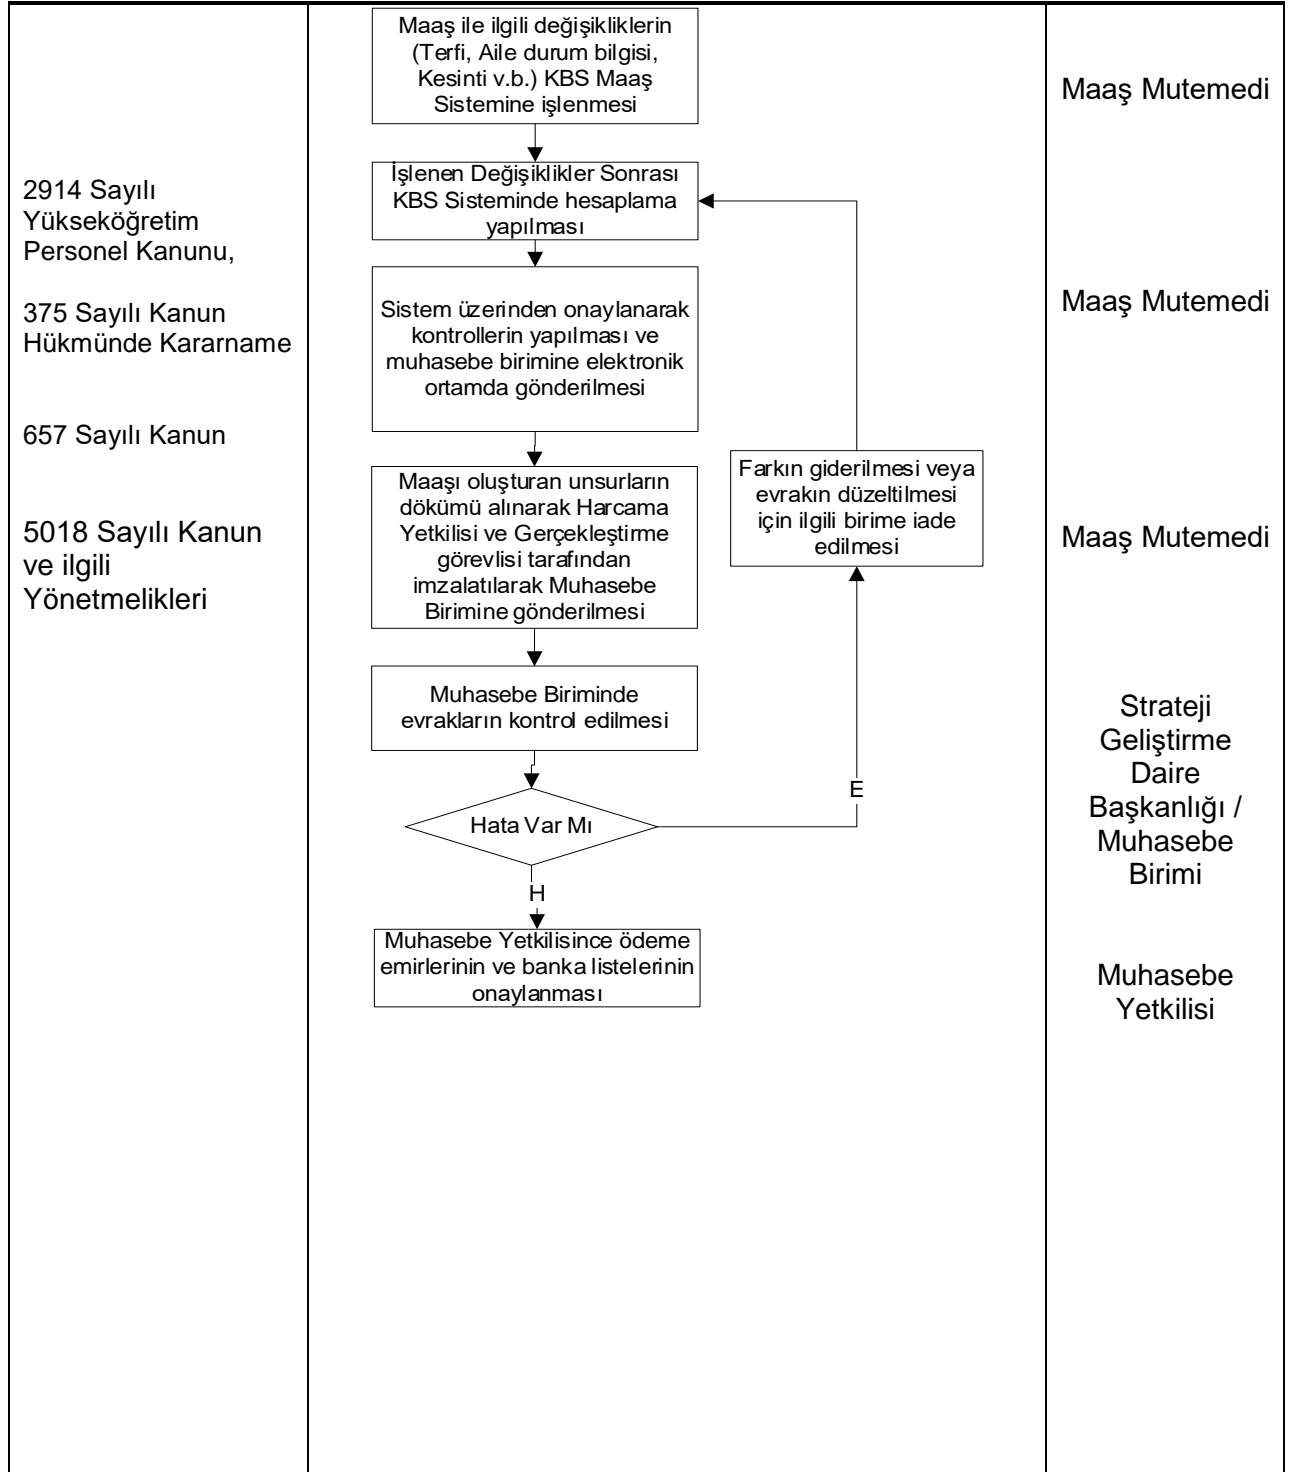 2914 Sayılı
Yükseköğretim
Personel Kanunu,
375 Sayılı Kanun
Hükmünde Kararname
657 Sayılı Kanun
5018 Sayılı Kanun
ve ilgili
Yönetmelikleri
Maaş ile ilgili değişikliklerin
(Terfi, Aile durum bilgisi,
Kesinti v.b.) KBS Maaş
Sistemine işlenmesi
İşlenen Değişiklikler Sonrası
KBS Sisteminde hesaplama
yapılması
Sistem üzerinden onaylanarak
kontrollerin yapılması ve
muhasebe birimine elektronik
ortamda gönderilmesi
Maaşı oluşturan unsurların
dökümü alınarak Harcama
Yetkilisi ve Gerçekleştirme
görevlisi tarafından
imzalatılarak Muhasebe
Birimine gönderilmesi
Muhasebe Biriminde
evrakların kontrol edilmesi
Hata Var Mı
E
Farkın giderilmesi veya
evrakın düzeltilmesi
için ilgili birime iade
edilmesi
H
Muhasebe Yetkilisince ödeme
emirlerinin ve banka listelerinin
onaylanması
Maaş Mutemedi
Maaş Mutemedi
Maaş Mutemedi
Strateji
Geliştirme
Daire
Başkanlığı /
Muhasebe
Birimi
Muhasebe
Yetkilisi